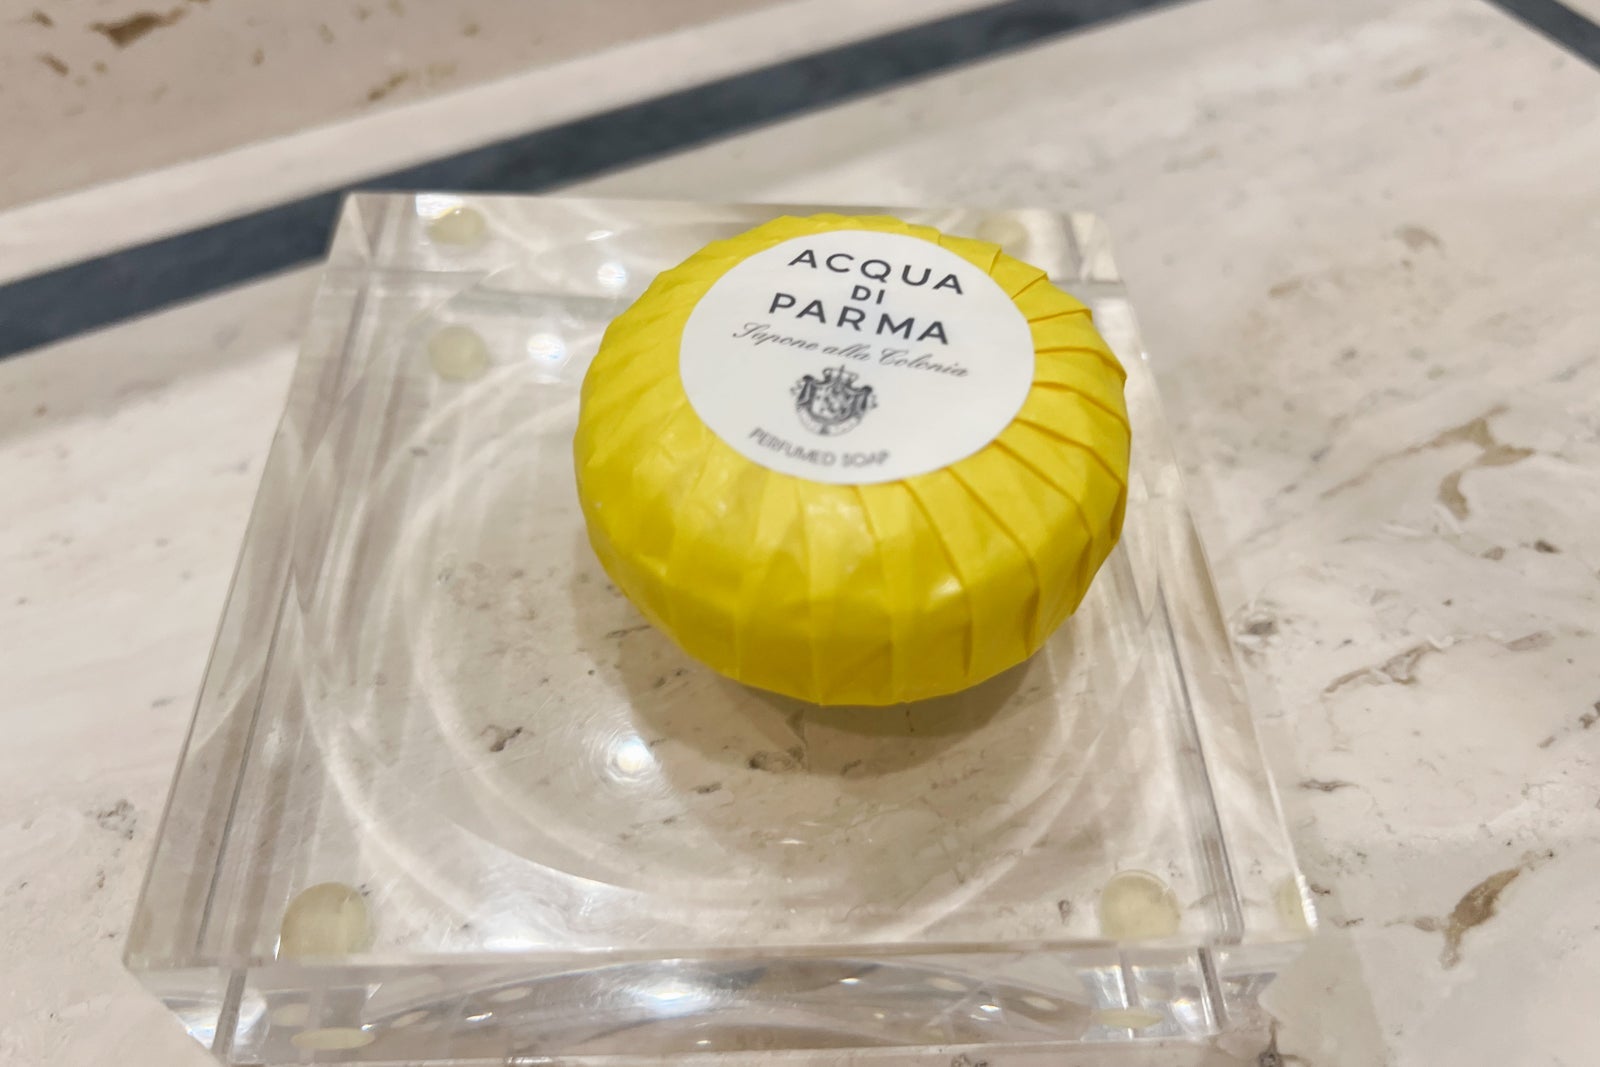 ACQUA
DI
PARMA
Sapone alla Colonia
PERFUMED SOAP